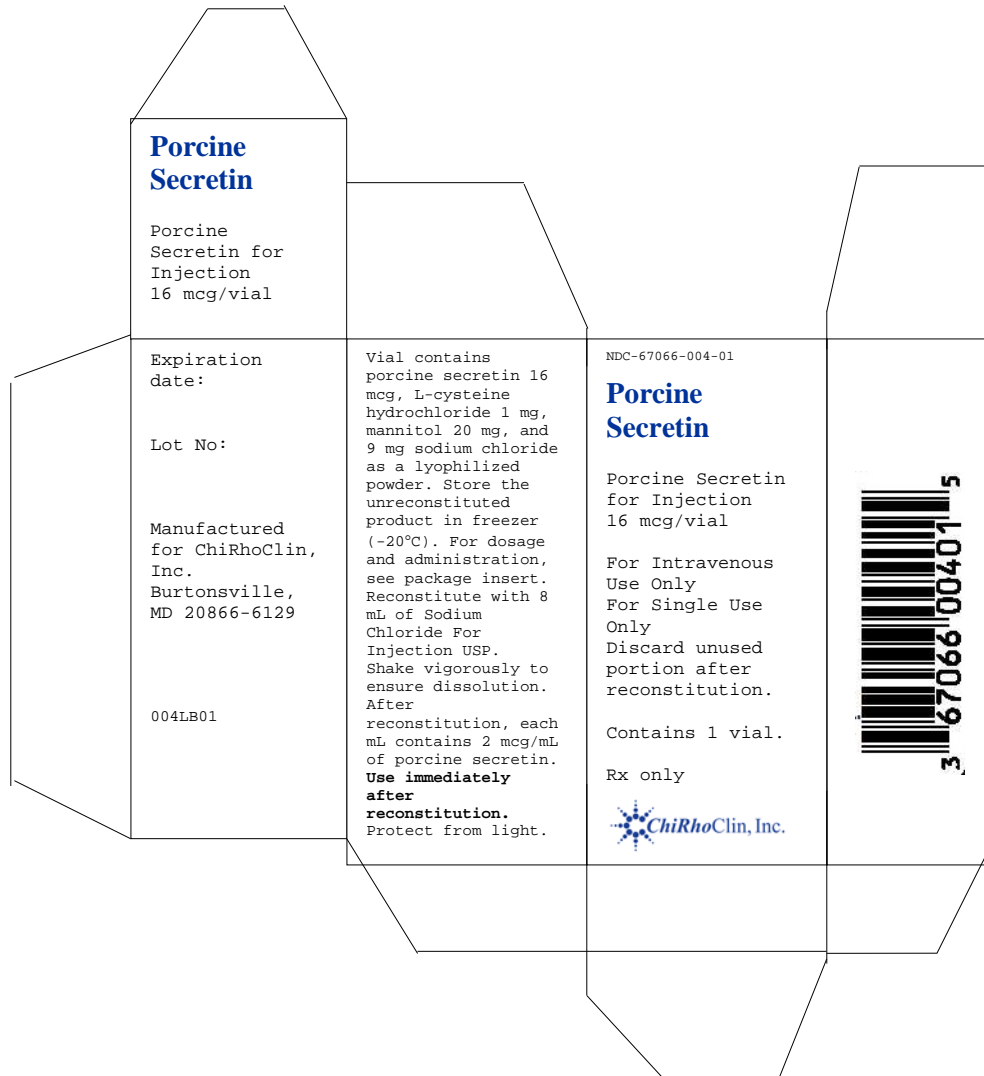 Porcine
Secretin
Porcine
Secretin for
Injection
16 mcg/vial
Expiration
date:
Lot No:
Manufactured
for ChiRhoClin,
Inc.
Burtonsville,
MD 20866-6129
004LB01
Vial contains
porcine secretin 16
mcg, L-cysteine
hydrochloride 1 mg,
mannitol 20 mg, and
9 mg sodium chloride
as a lyophilized
powder. Store the
unreconstituted
product in freezer
(-20°C). For dosage
and administration,
see package insert.
Reconstitute with 8
mL of Sodium
Chloride For
Injection USP.
Shake vigorously to
ensure dissolution.
After
reconstitution, each
mL contains 2 mcg/mL
of porcine secretin.
Use immediately
after
reconstitution.
Protect from light.
NDC-67066-004-01
Porcine
Secretin
Porcine Secretin
for Injection
16 mcg/vial
For Intravenous
Use Only
For Single Use
Only
Discard unused
portion after
reconstitution.
Contains 1 vial.
Rx only
ChiRhoClin, Inc.
3 67066 00401 5